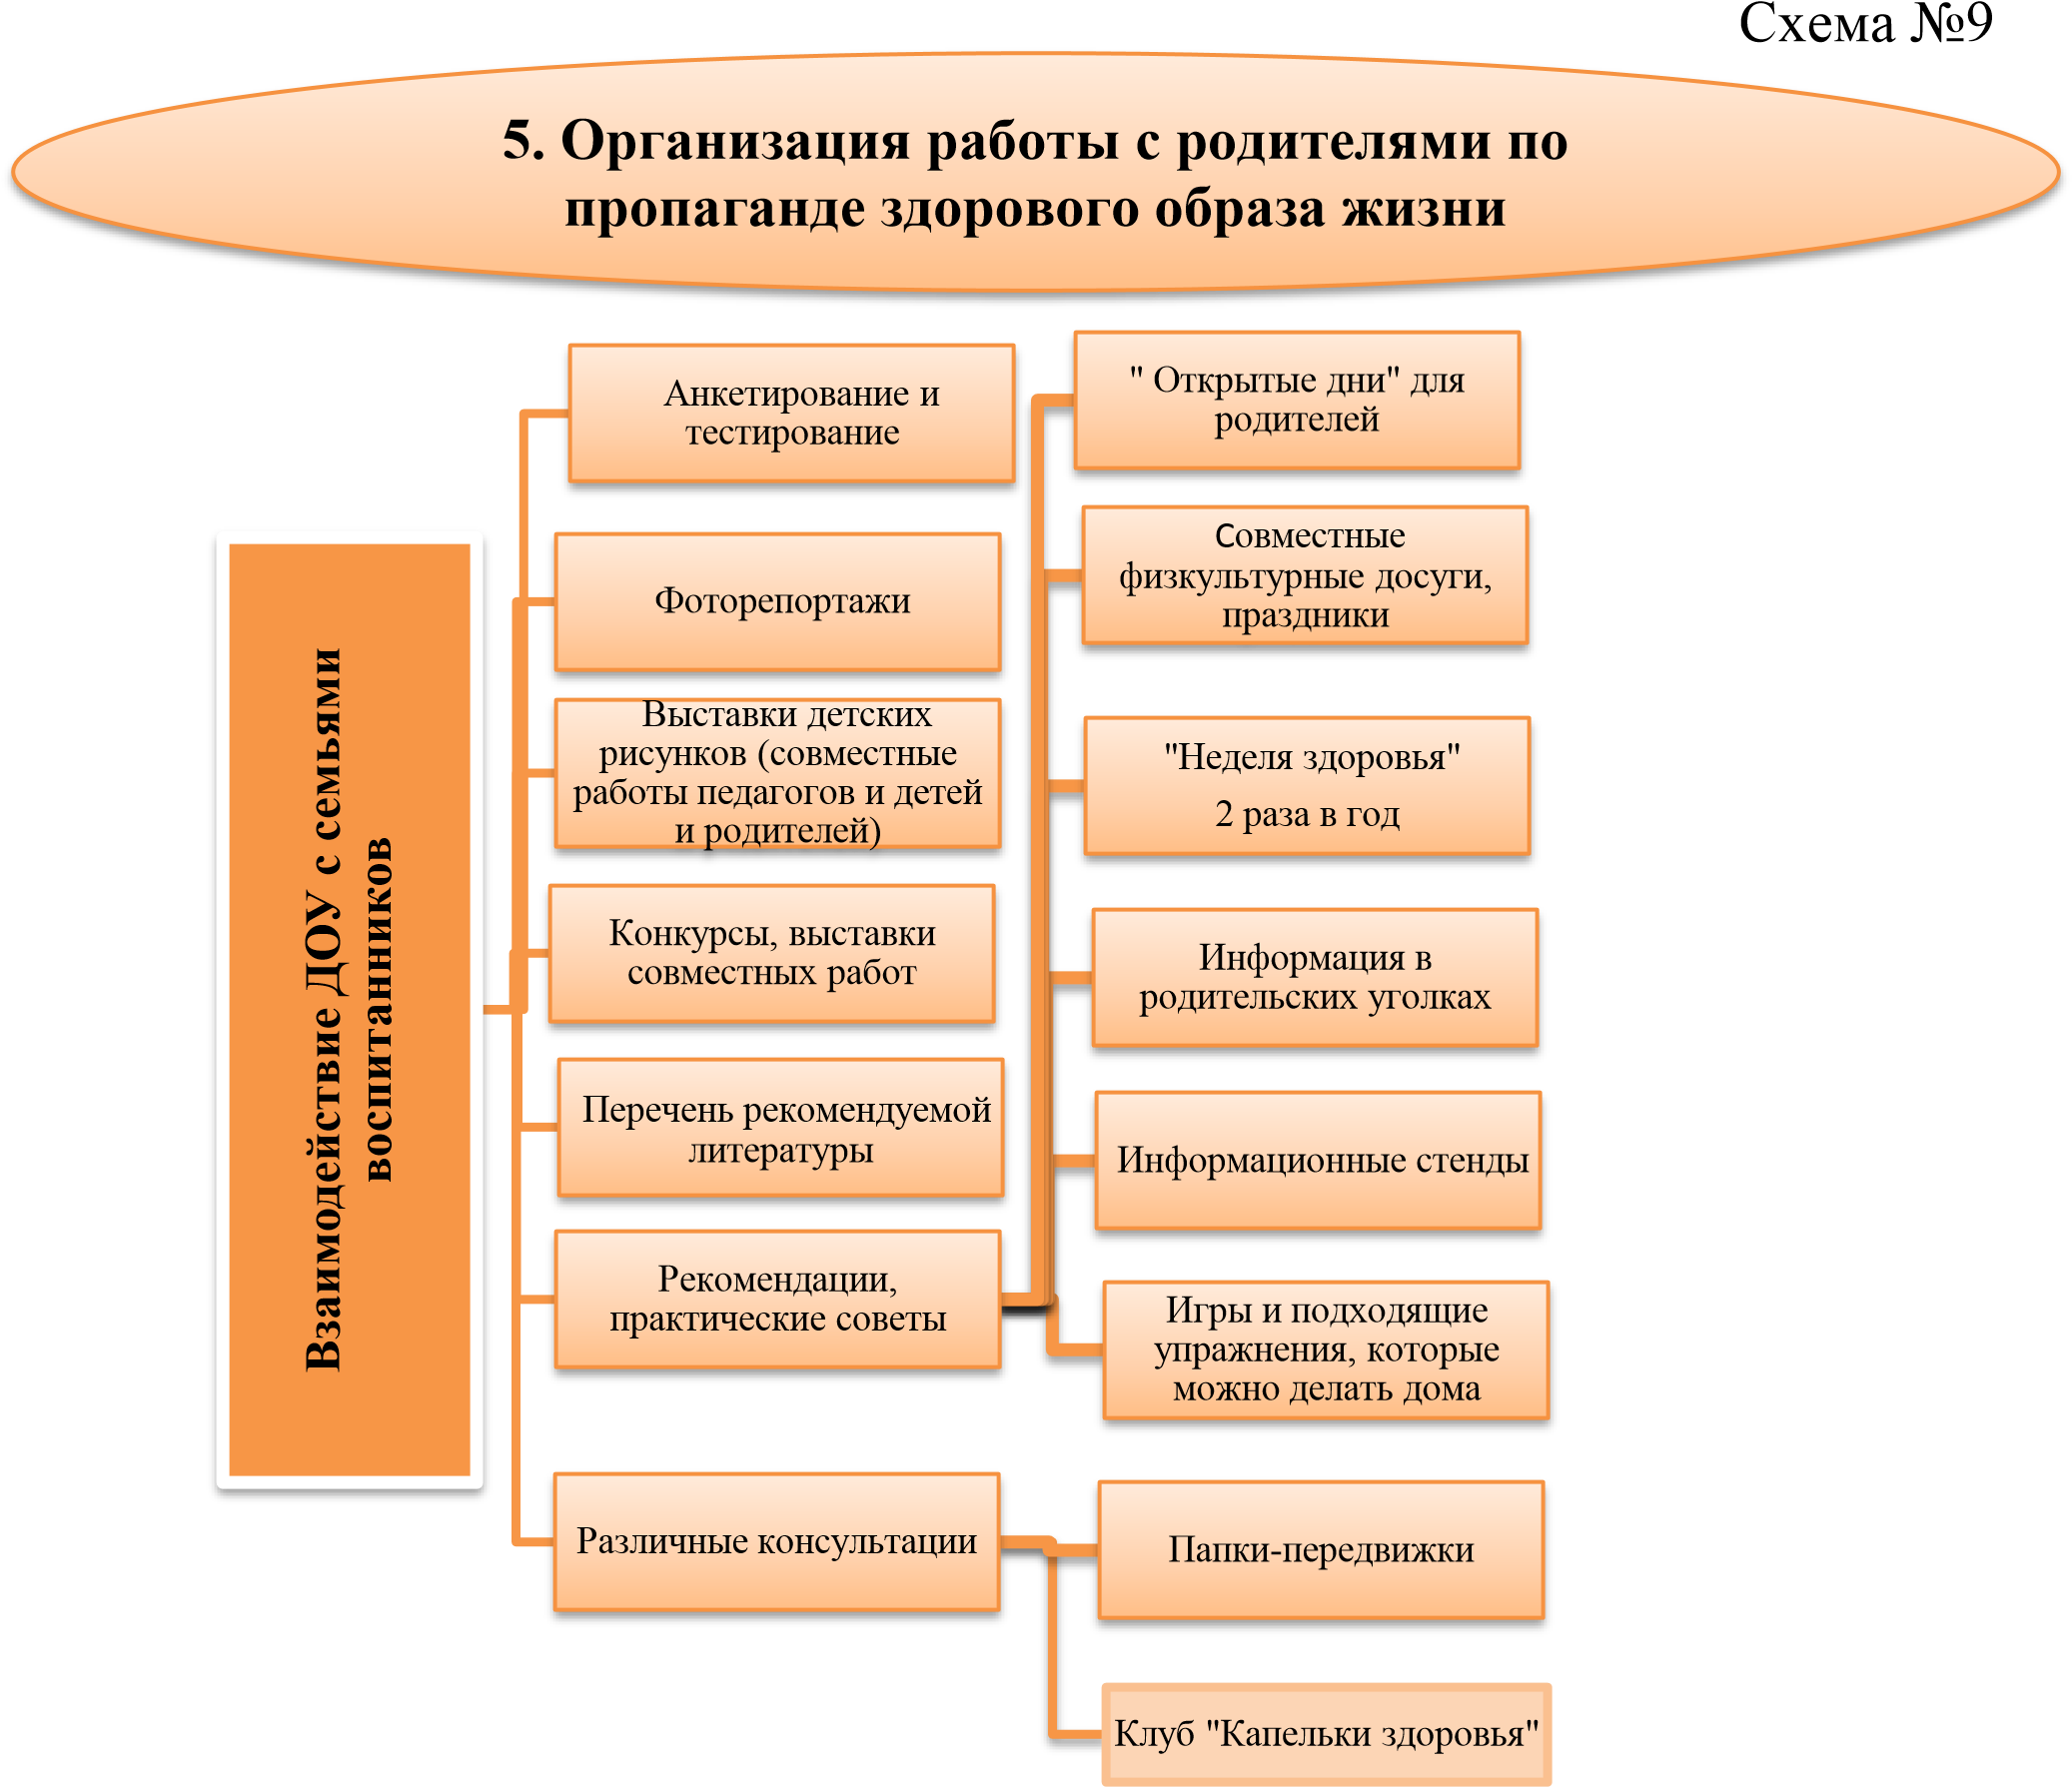 Схема №9
5. Организация работы с родителями по
пропаганде здорового образа жизни
Взаимодействие ДОУ с семьями
воспитанников
Анкетирование и
тестирование
Фоторепортажи
Выставки детских
рисунков (совместные
работы педагогов и детей
и родителей)
Конкурсы, выставки
совместных работ
Перечень рекомендуемой
литературы
Рекомендации,
практические советы
Различные консультации
" Открытые дни" для
родителей
Совместные
физкультурные досуги,
праздники
"Неделя здоровья"
2 раза в год
Информация в
родительских уголках
Информационные стенды
Игры и подходящие
упражнения, которые
можно делать дома
Папки-передвижки
Клуб "Капельки здоровья"